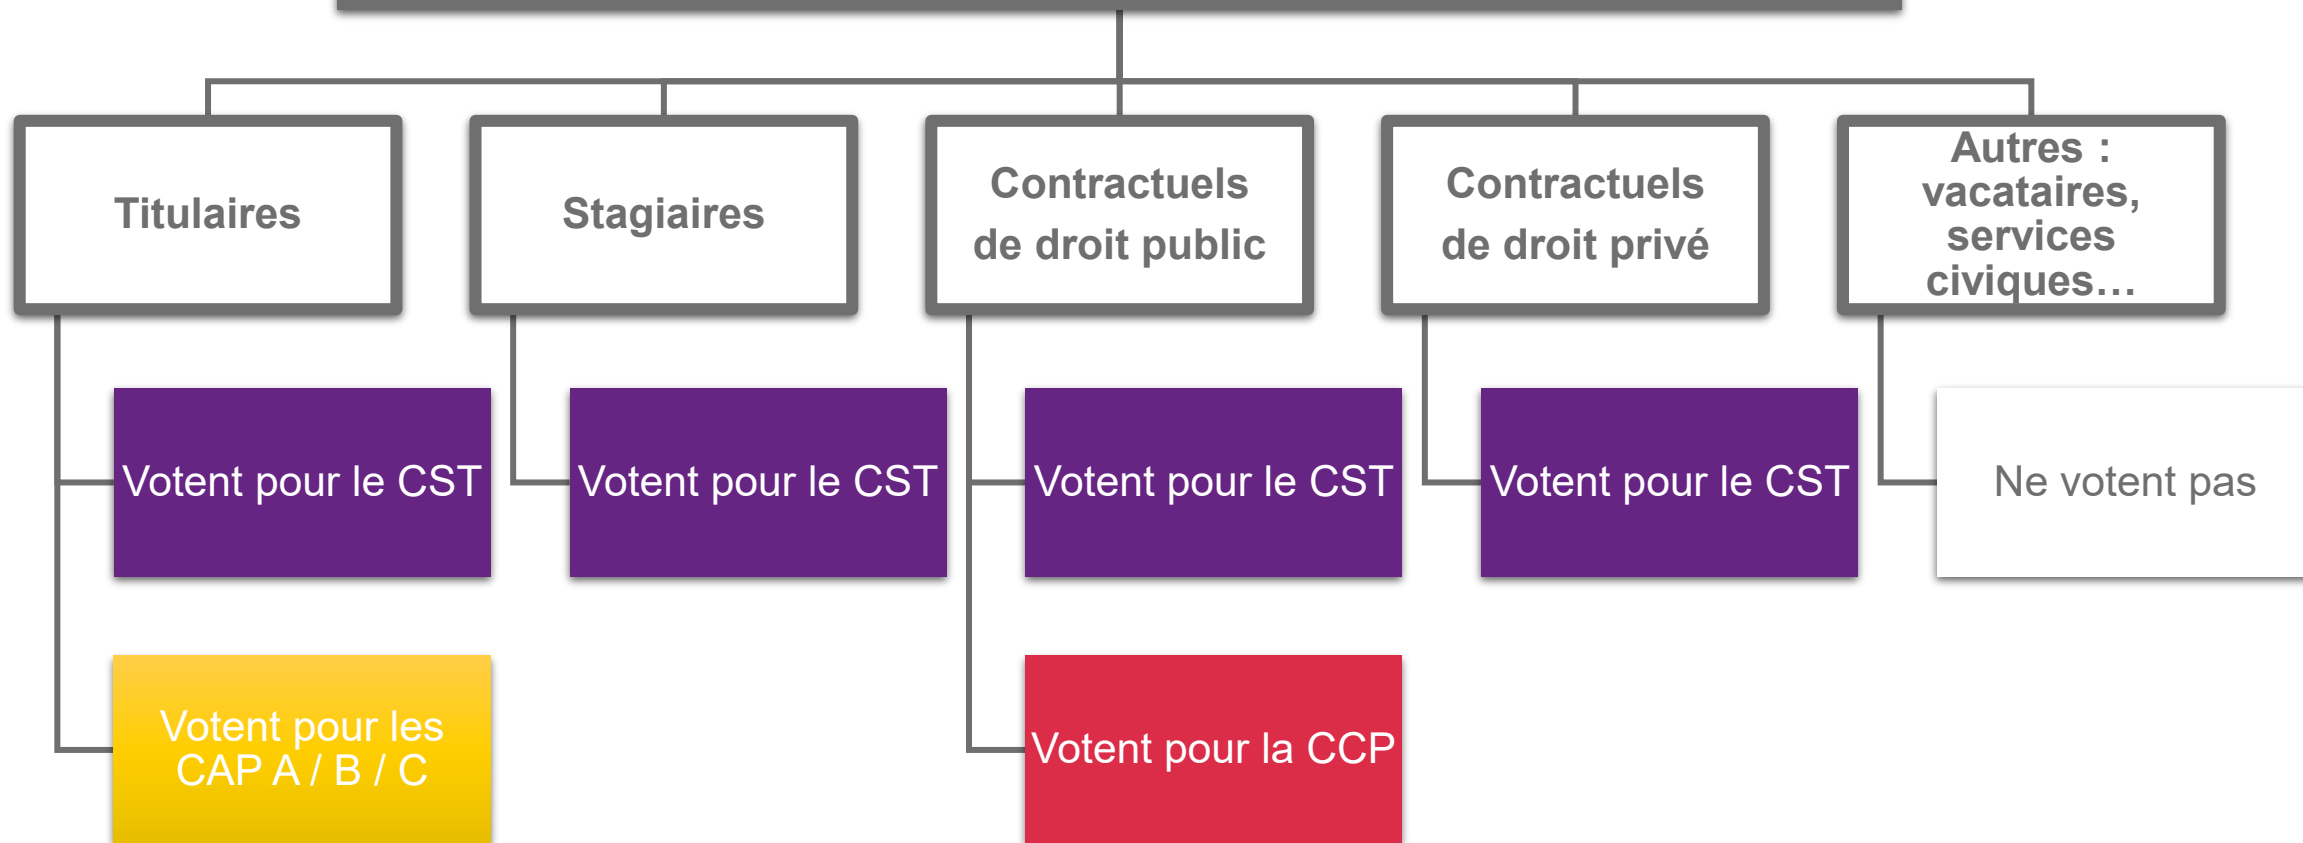 Titulaires
Stagiaires
Contractuels
de droit public
Contractuels
de droit privé
Autres :
vacataires,
services
civiques…
Votent pour le CST
Votent pour le CST
Votent pour le CST
Votent pour le CST
Ne votent pas
Votent pour les
CAP A / B / C
Votent pour la CCP